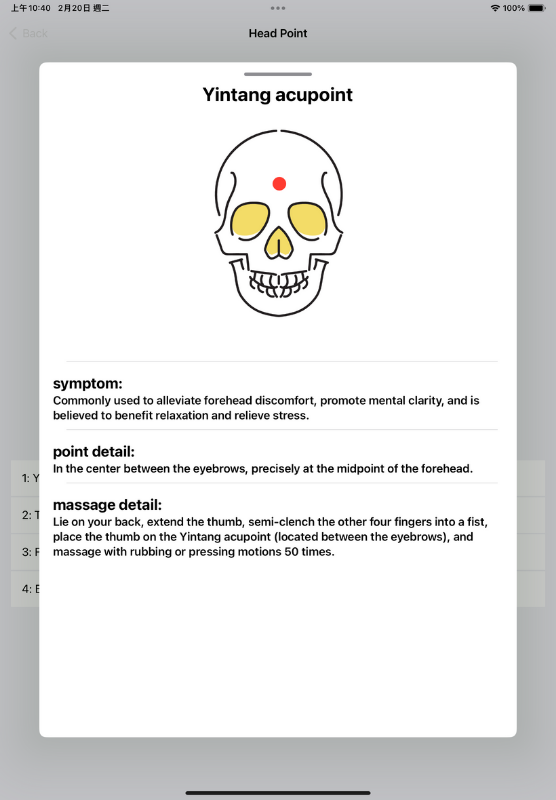 上午10:40 2月20日 週二
100%
Back
Head Point
Yintang acupoint
symptom:
Commonly used to alleviate forehead discomfort, promote mental clarity, and is
believed to benefit relaxation and relieve stress.
point detail:
In the center between the eyebrows, precisely at the midpoint of the forehead.
massage detail:
Lie on your back, extend the thumb, semi-clench the other four fingers into a fist,
place the thumb on the Yintang acupoint (located between the eyebrows), and
massage with rubbing or pressing motions 50 times.
1: Y
2: T
3: F
4: E